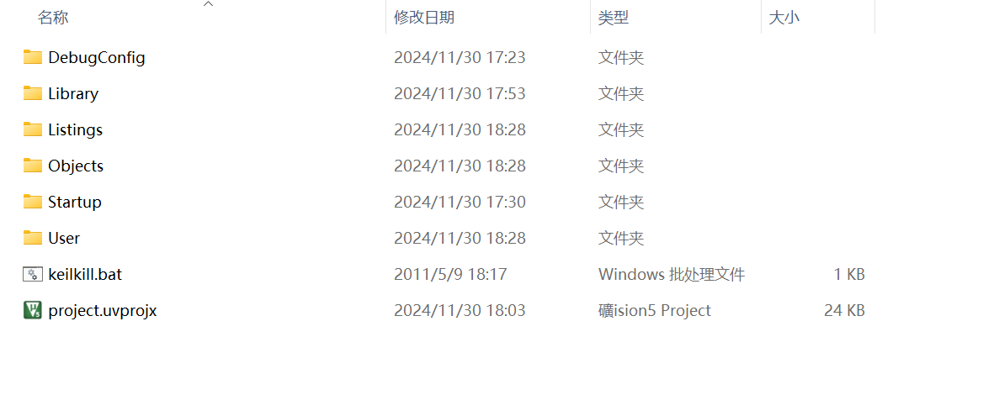 名称 修改日期 类型 大小
DebugConfig 2024/11/30 17:23 文件夹
Library 2024/11/30 17:53 文件夹
Listings 2024/11/30 18:28 文件夹
Objects 2024/11/30 18:28 文件夹
Startup 2024/11/30 17:30 文件夹
User 2024/11/30 18:28 文件夹
keilkill.bat 2011/5/9 18:17 Windows 批处理文件 1 KB
project.uvprojx 2024/11/30 18:03 礦ision5 Project 24 KB